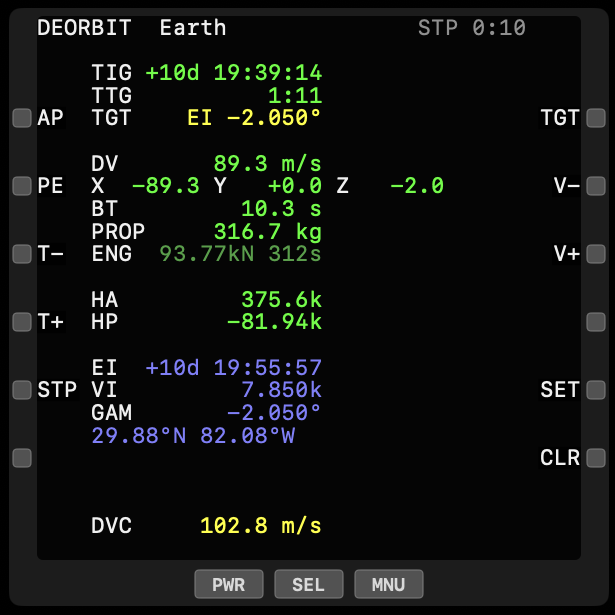 DEORBIT Earth STP 0:10
TIG +10d 19:39:14
TTG 1:11
AP TGT EI −2.050° TGT
DV 89.3 m/s
PE X −89.3 Y +0.0 Z −2.0 V−
BT 10.3 s
PROP 316.7 kg
T− ENG 93.77kN 312s V+
HA 375.6k
T+ HP −81.94k
EI +10d 19:55:57
STP VI 7.850k SET
GAM −2.050°
29.88°N 82.08°W
CLR
DVC 102.8 m/s
PWR SEL MNU